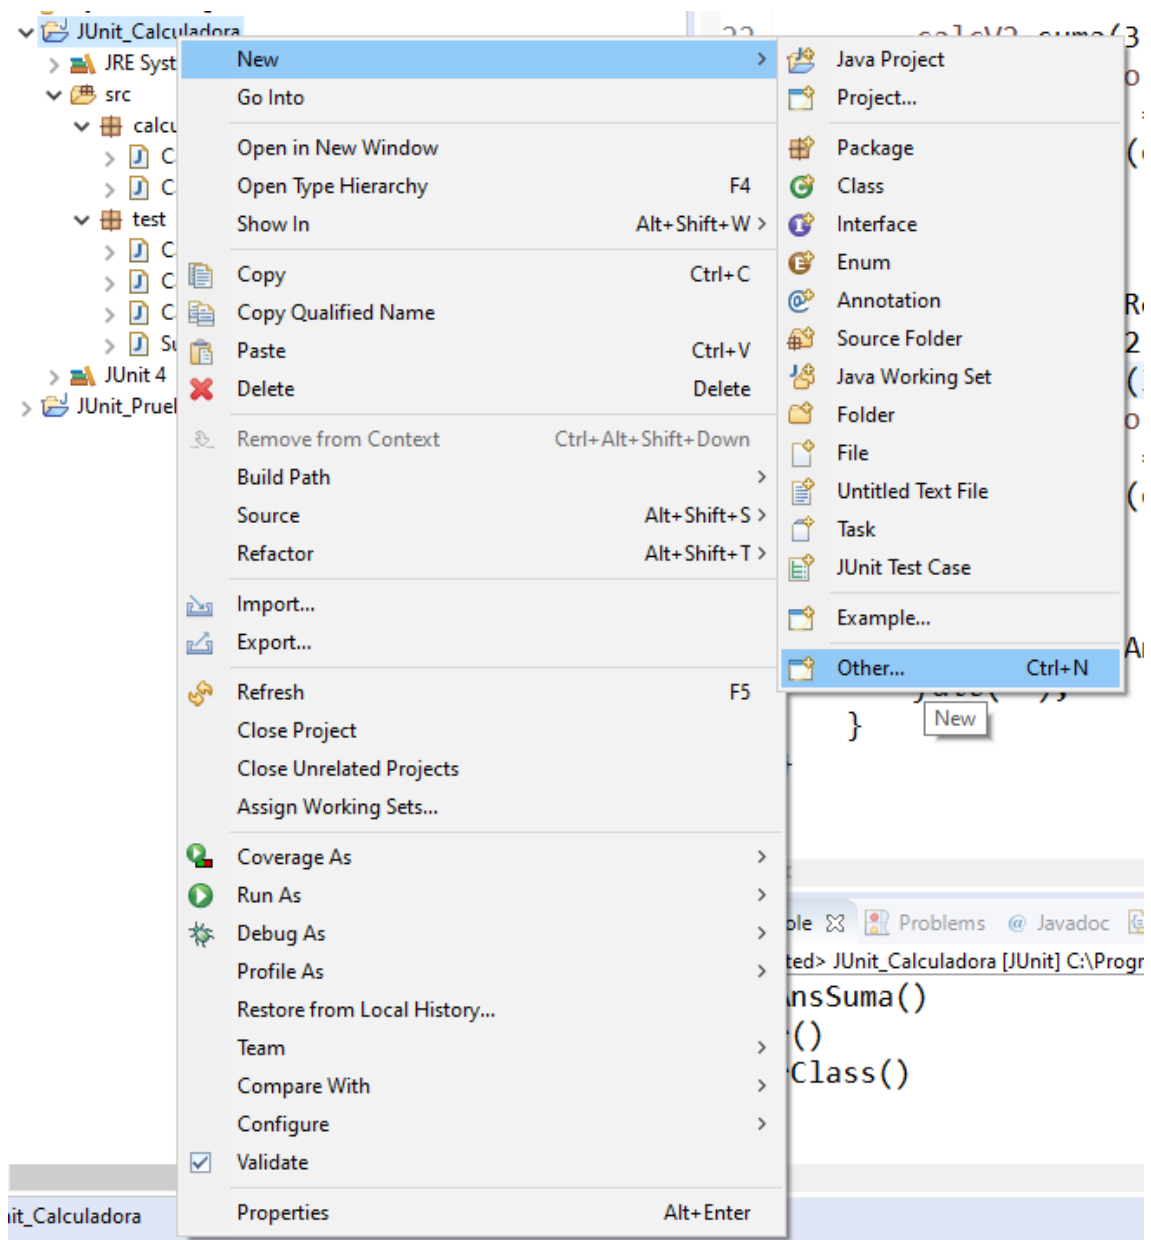 JUnit_Calculadora
JRE Syst
src
calcu
C
C
test
C
C
C
Su
JUnit 4
JUnit_Pruel
New
Go Into
Open in New Window
Open Type Hierarchy F4
Show In Alt+Shift+W
Copy Ctrl+C
Copy Qualified Name
Paste Ctrl+V
Delete Delete
Remove from Context Ctrl+Alt+Shift+Down
Build Path
Source Alt+Shift+S
Refactor Alt+Shift+T
Import...
Export...
Refresh F5
Close Project
Close Unrelated Projects
Assign Working Sets...
Coverage As
Run As
Debug As
Profile As
Restore from Local History...
Team
Compare With
Configure
Validate
Properties Alt+Enter
Java Project
Project...
Package
Class
Interface
Enum
Annotation
Source Folder
Java Working Set
Folder
File
Untitled Text File
Task
JUnit Test Case
Example...
Other... Ctrl+N
New
}
ole Problems @ Javadoc
ted> JUnit_Calculadora [JUnit] C:\Progr
AnsSuma()
()
Class()
it_Calculadora